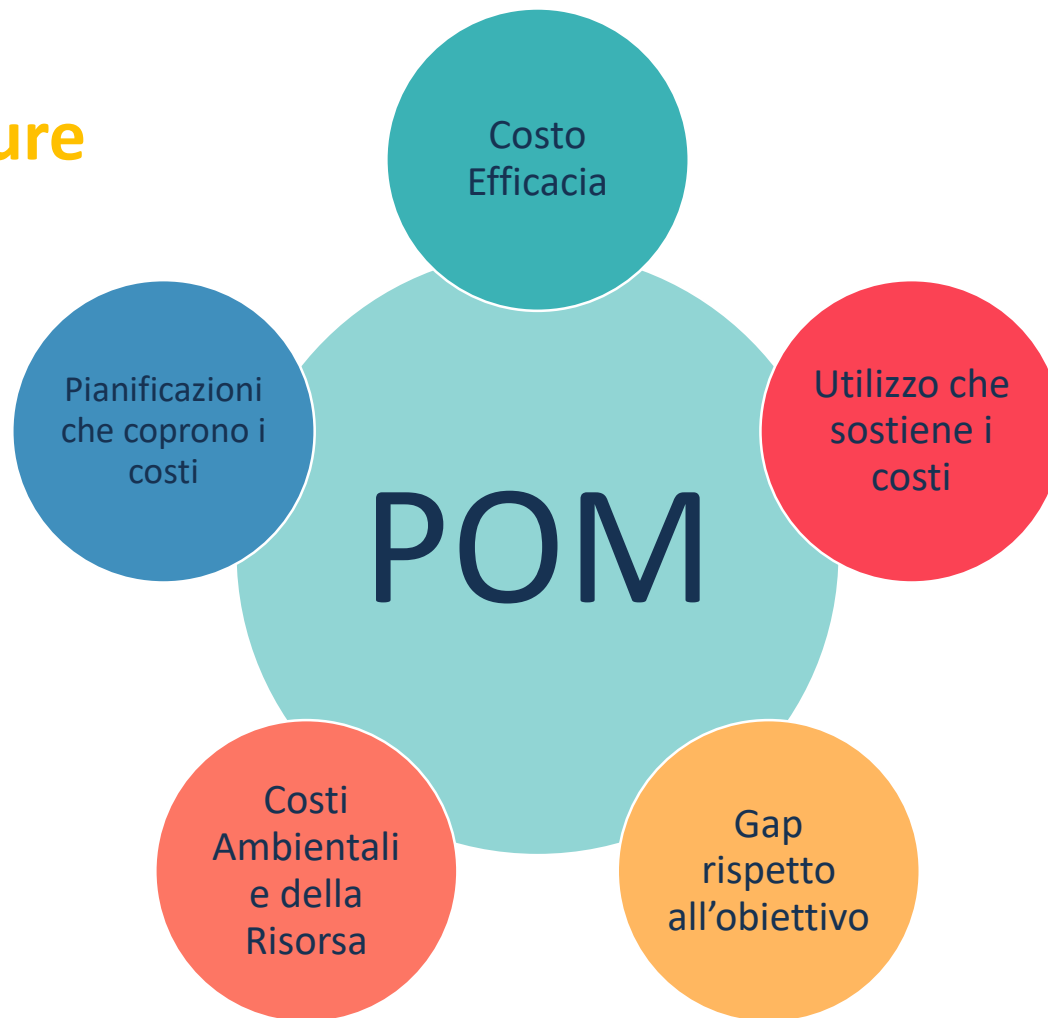 ure
Costo
Efficacia
Pianificazioni
che coprono i
costi
Utilizzo che
sostiene i
costi
POM
Costi
Ambientali
e della
Risorsa
Gap
rispetto
all’obiettivo